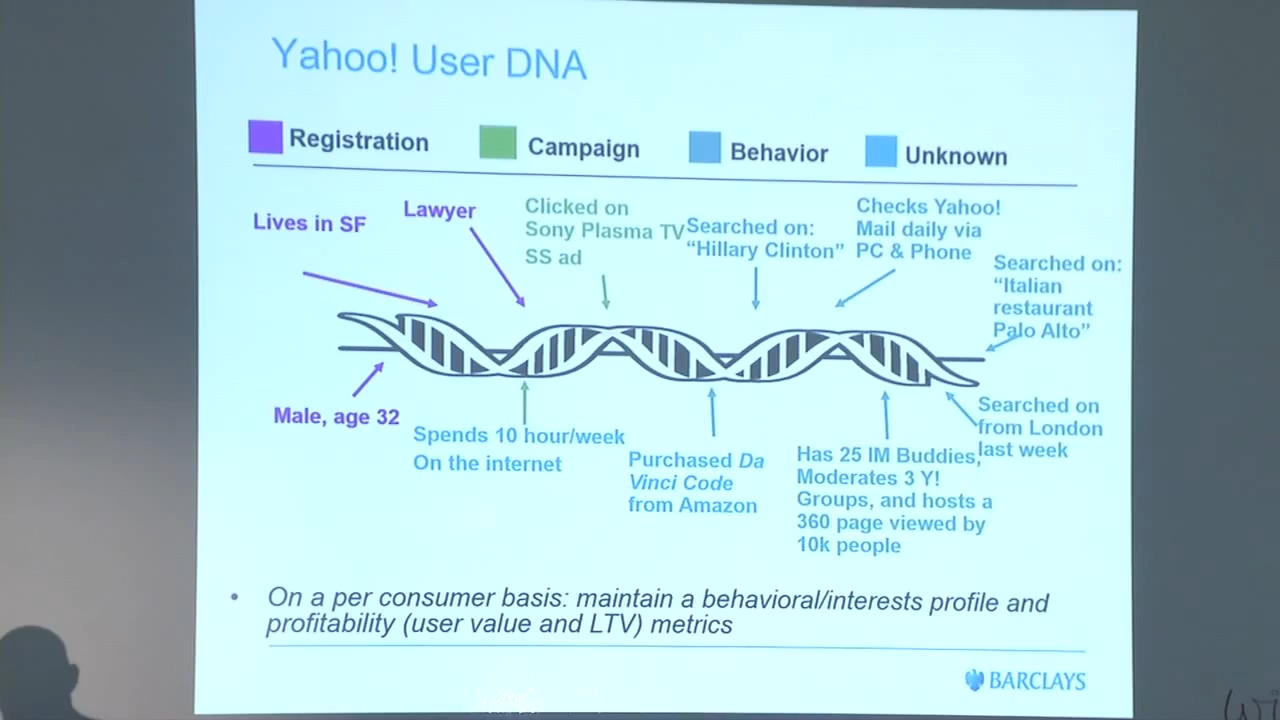 Yahoo! User DNA
Registration
Campaign
Behavior
Unknown
Lives in SF
Lawyer
Clicked on
Sony Plasma TV
SS ad
Searched on:
“Hillary Clinton”
Checks Yahoo!
Mail daily via
PC & Phone
Searched on:
“Italian
restaurant
Palo Alto”
Male, age 32
Spends 10 hour/week
On the internet
Purchased Da
Vinci Code
from Amazon
Has 25 IM Buddies,
Moderates 3 Y!
Groups, and hosts a
360 page viewed by
10k people
Searched on
from London
last week
• On a per consumer basis: maintain a behavioral/interests profile and
profitability (user value and LTV) metrics
BARCLAYS